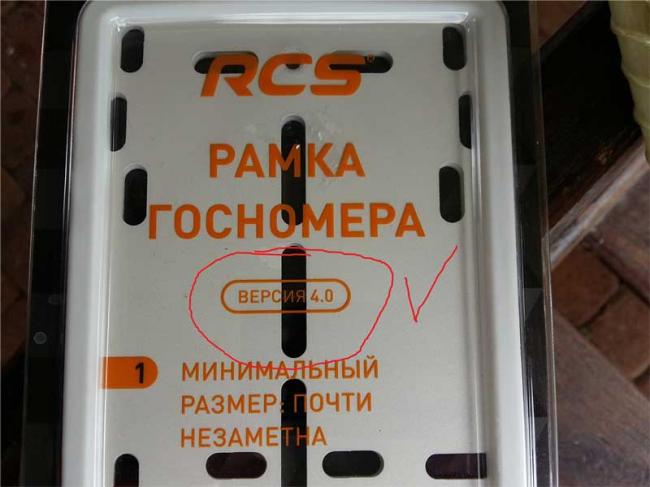 RCS®
РАМКА
ГОСНОМЕРА
ВЕРСИЯ 4.0
1 МИНИМАЛЬНЫЙ
РАЗМЕР: ПОЧТИ
НЕЗАМЕТНА